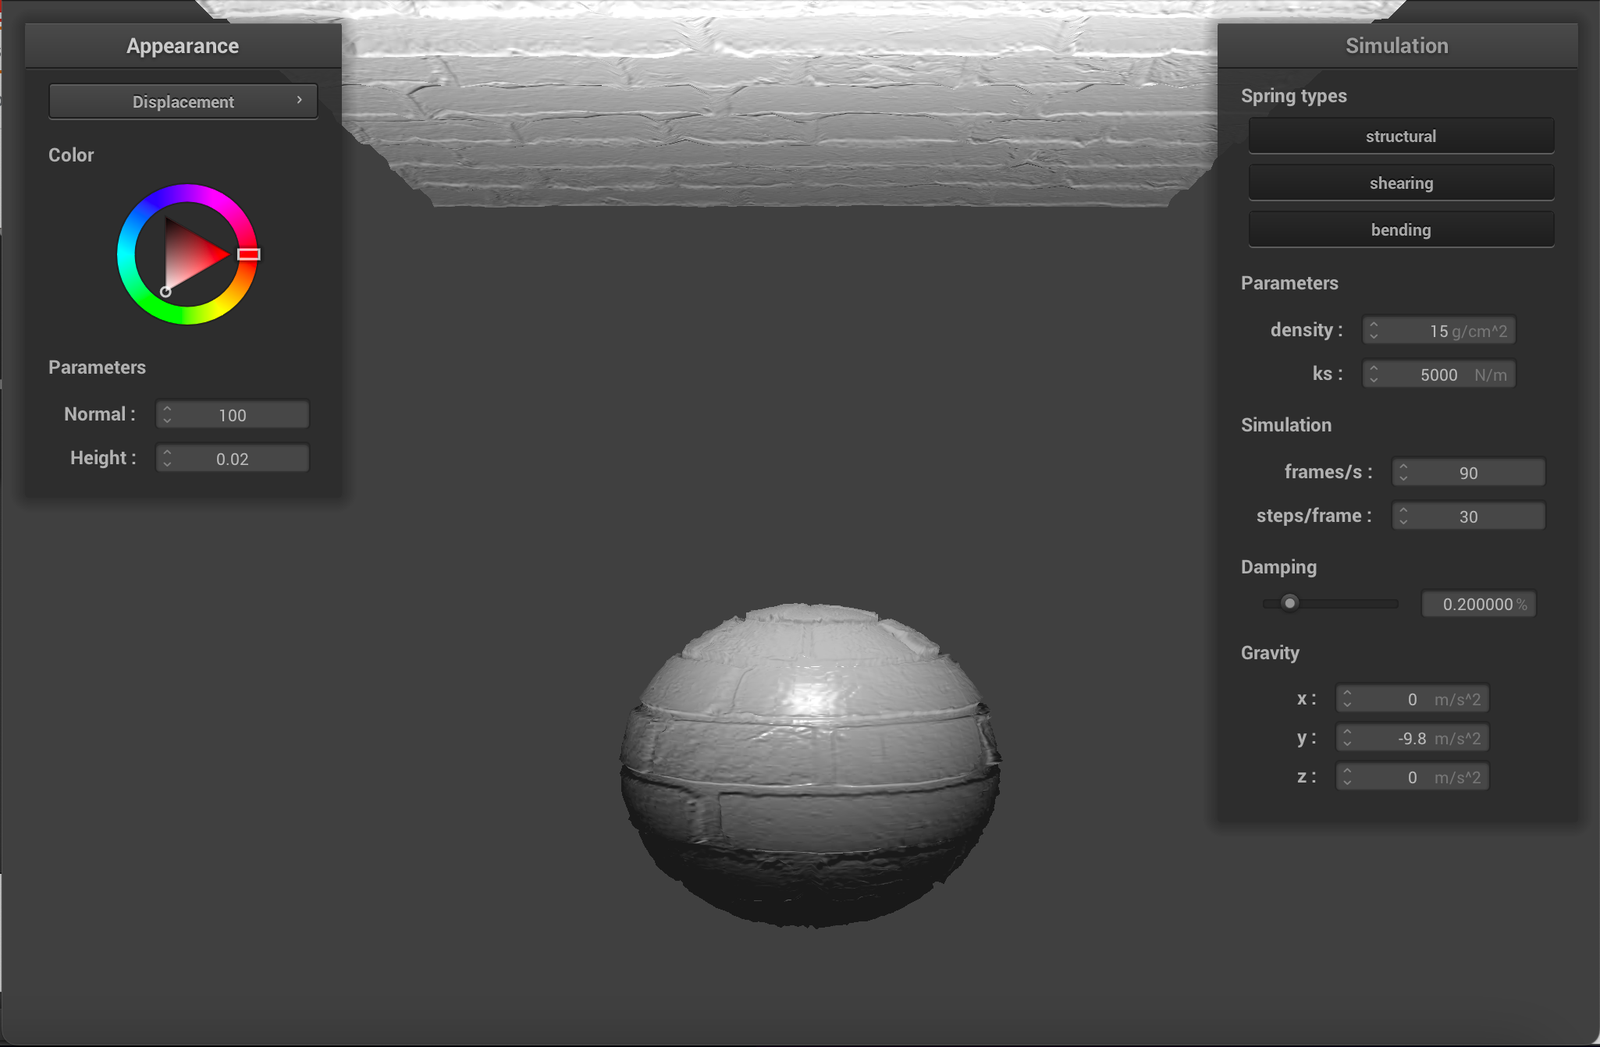 Appearance
Displacement
Color
Parameters
Normal : 100
Height : 0.02
Simulation
Spring types
structural
shearing
bending
Parameters
density : 15 g/cm^2
ks : 5000 N/m
Simulation
frames/s : 90
steps/frame : 30
Damping
0.200000 %
Gravity
x : 0 m/s^2
y : -9.8 m/s^2
z : 0 m/s^2